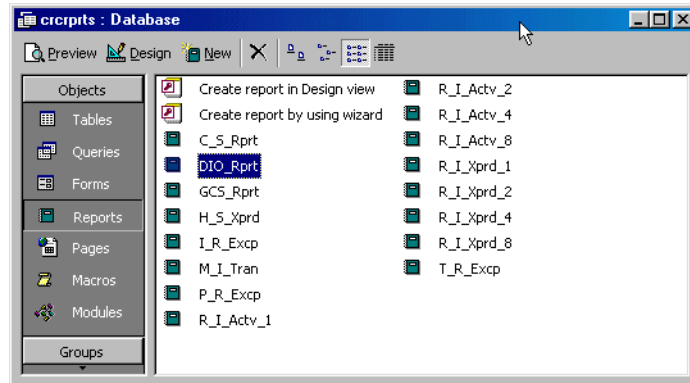 crcrprts : Database
Preview Design New
Objects
Tables
Queries
Forms
Reports
Pages
Macros
Modules
Groups
Create report in Design view
Create report by using wizard
C_S_Rprt
DIO_Rprt
GCS_Rprt
H_S_Xprd
I_R_Excp
M_I_Tran
P_R_Excp
R_I_Actv_1
R_I_Actv_2
R_I_Actv_4
R_I_Actv_8
R_I_Xprd_1
R_I_Xprd_2
R_I_Xprd_4
R_I_Xprd_8
T_R_Excp